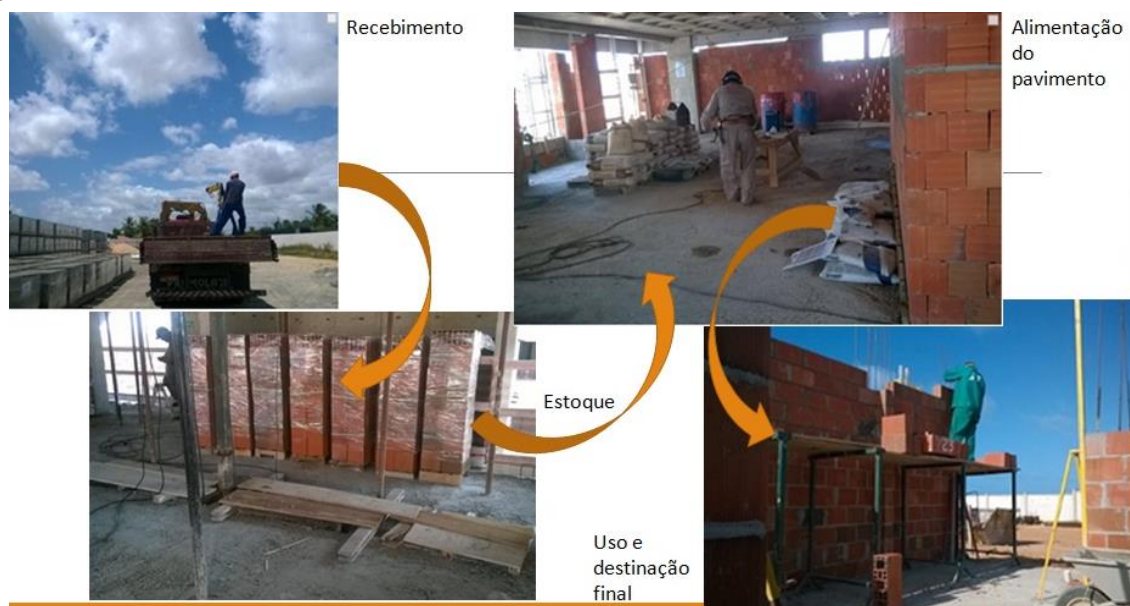 Recebimento
Alimentação
do
pavimento
Estoque
Uso e
destinação
final